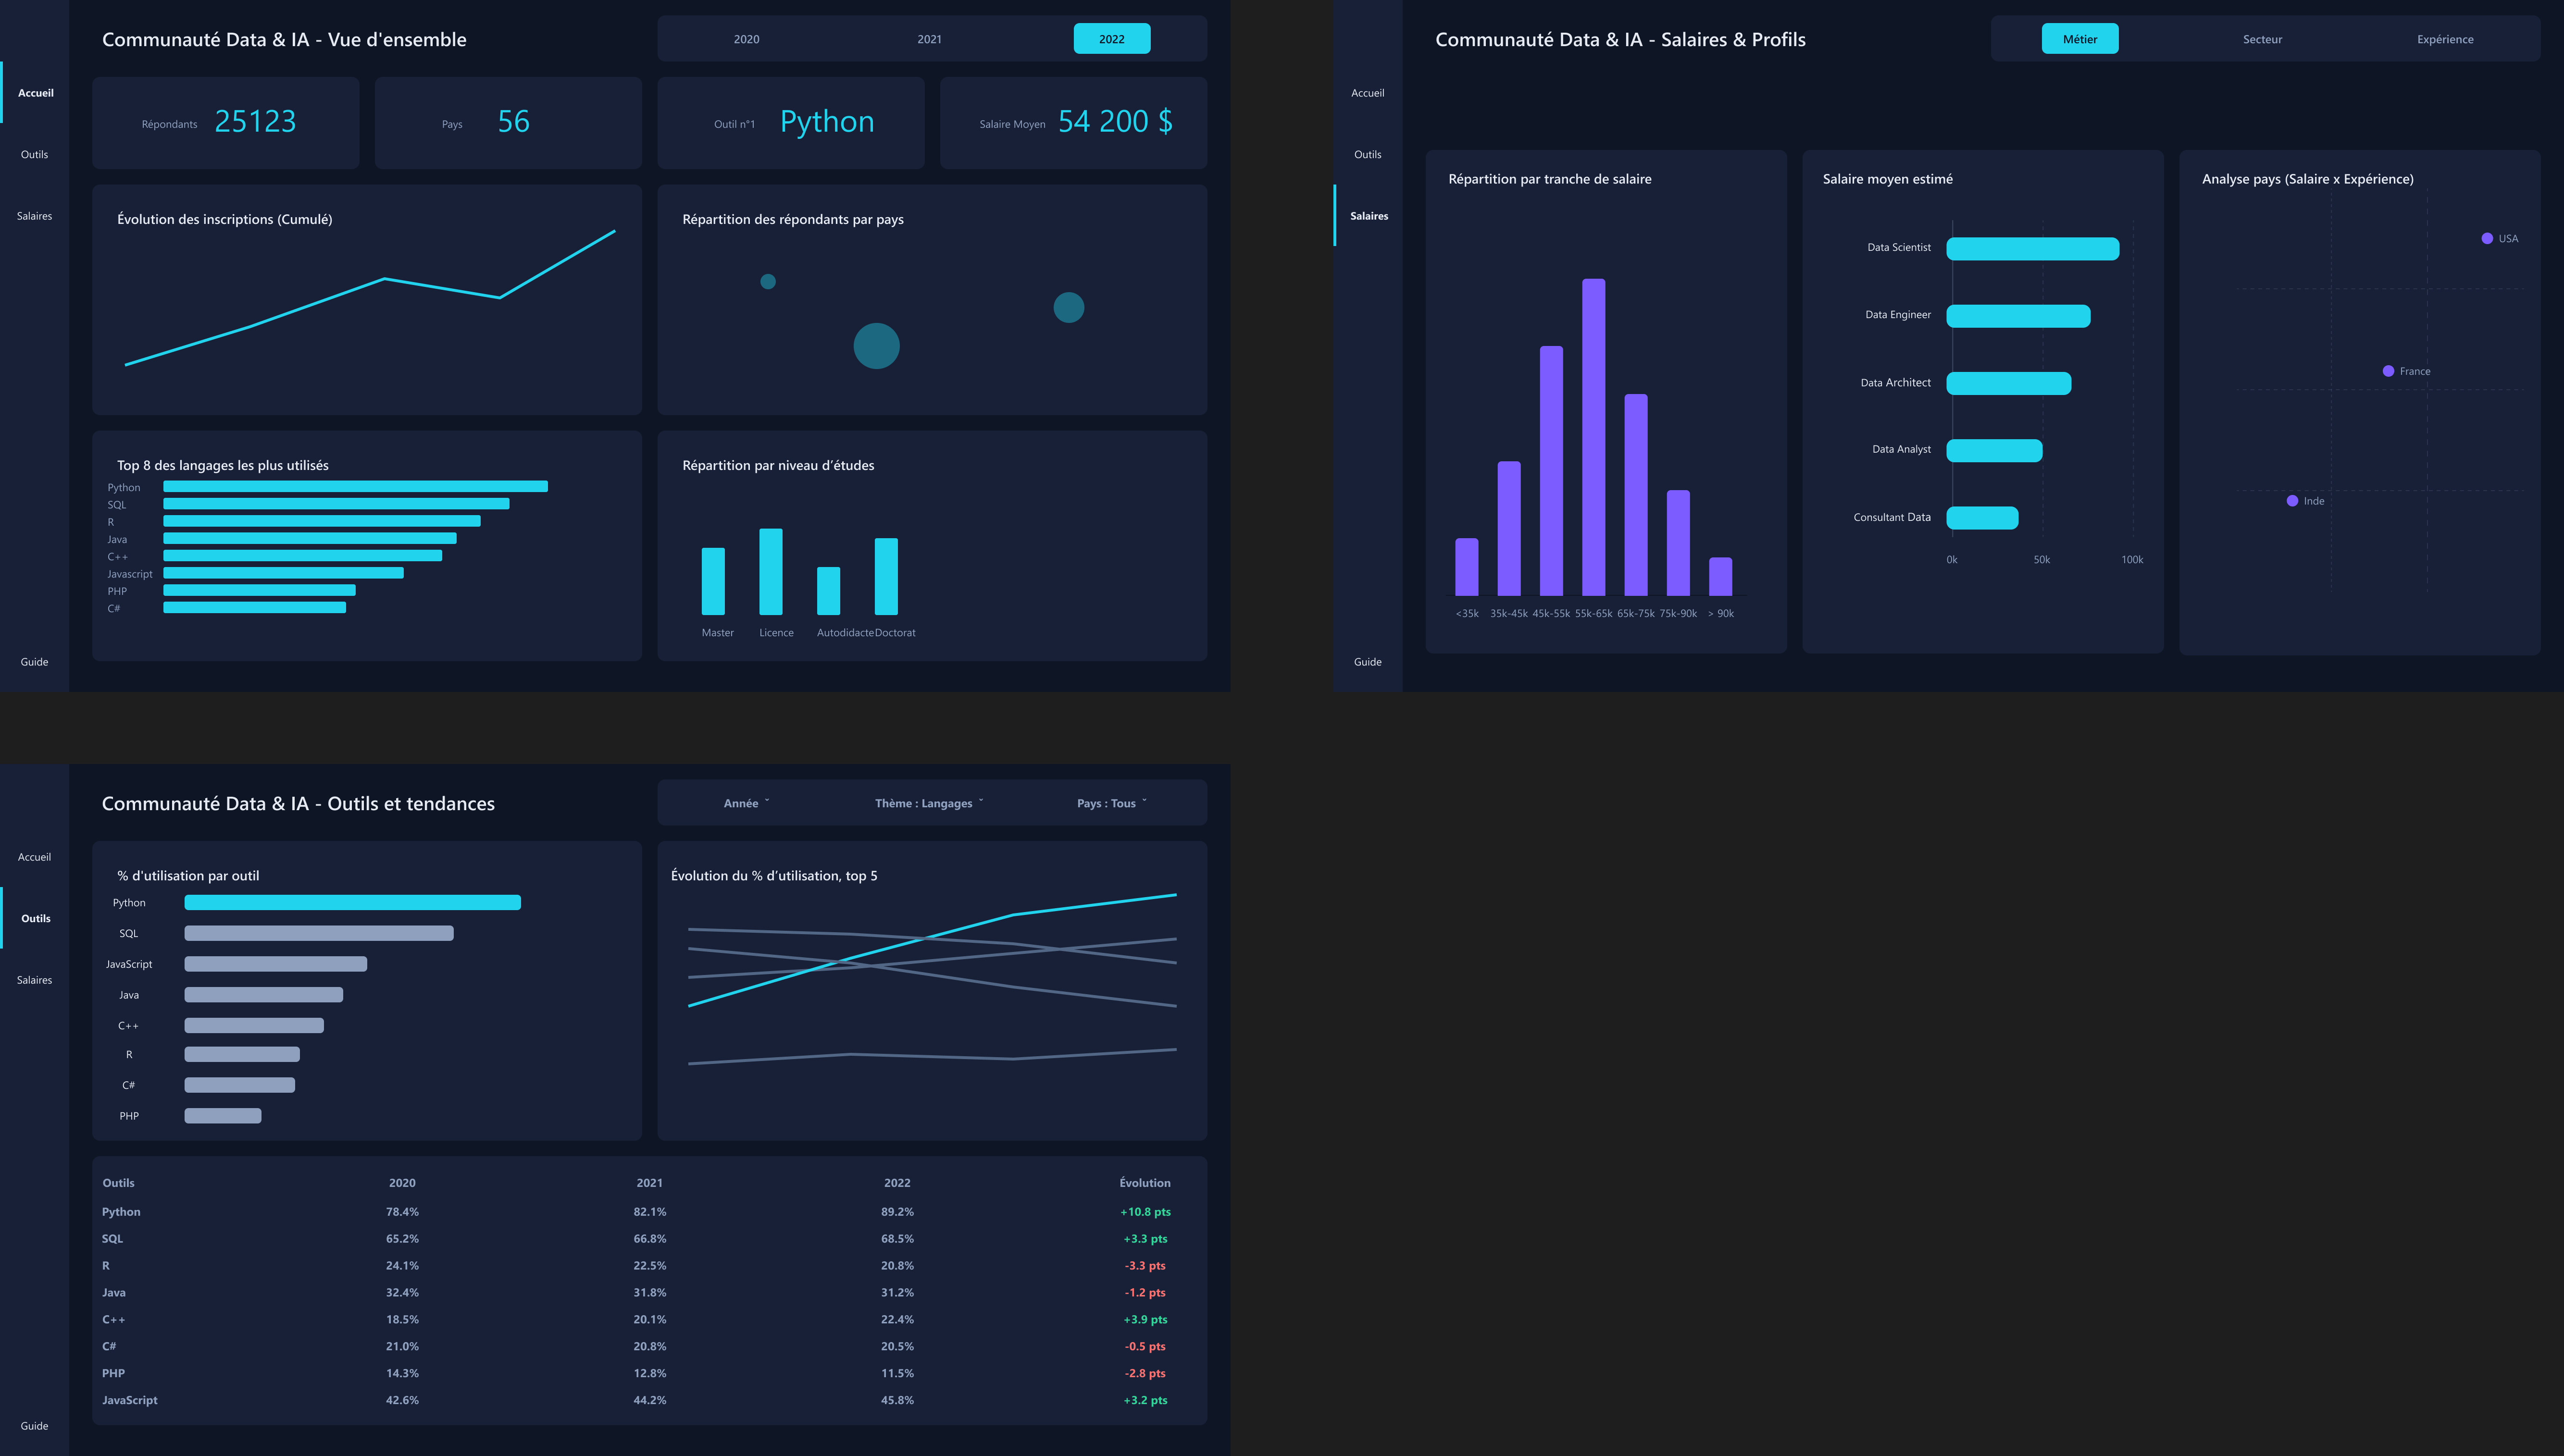 Communauté Data & IA - Vue d'ensemble
2020 2021 2022
Accueil
Outils
Salaires
Guide
Répondants 25123
Pays 56
Outil n°1 Python
Salaire Moyen 54 200 $
Évolution des inscriptions (Cumulé)
Répartition des répondants par pays
Top 8 des langages les plus utilisés
Python
SQL
R
Java
C++
Javascript
PHP
C#
Répartition par niveau d’études
Master Licence Autodidacte Doctorat
Communauté Data & IA - Salaires & Profils
Métier Secteur Expérience
Accueil
Outils
Salaires
Guide
Répartition par tranche de salaire
<35k 35k-45k 45k-55k 55k-65k 65k-75k 75k-90k > 90k
Salaire moyen estimé
Data Scientist
Data Engineer
Data Architect
Data Analyst
Consultant Data
0k 50k 100k
Analyse pays (Salaire x Expérience)
USA
France
Inde
Communauté Data & IA - Outils et tendances
Année Thème : Langages Pays : Tous
Accueil
Outils
Salaires
Guide
% d'utilisation par outil
Python
SQL
JavaScript
Java
C++
R
C#
PHP
Évolution du % d’utilisation, top 5
Outils 2020 2021 2022 Évolution
Python 78.4% 82.1% 89.2% +10.8 pts
SQL 65.2% 66.8% 68.5% +3.3 pts
R 24.1% 22.5% 20.8% -3.3 pts
Java 32.4% 31.8% 31.2% -1.2 pts
C++ 18.5% 20.1% 22.4% +3.9 pts
C# 21.0% 20.8% 20.5% -0.5 pts
PHP 14.3% 12.8% 11.5% -2.8 pts
JavaScript 42.6% 44.2% 45.8% +3.2 pts